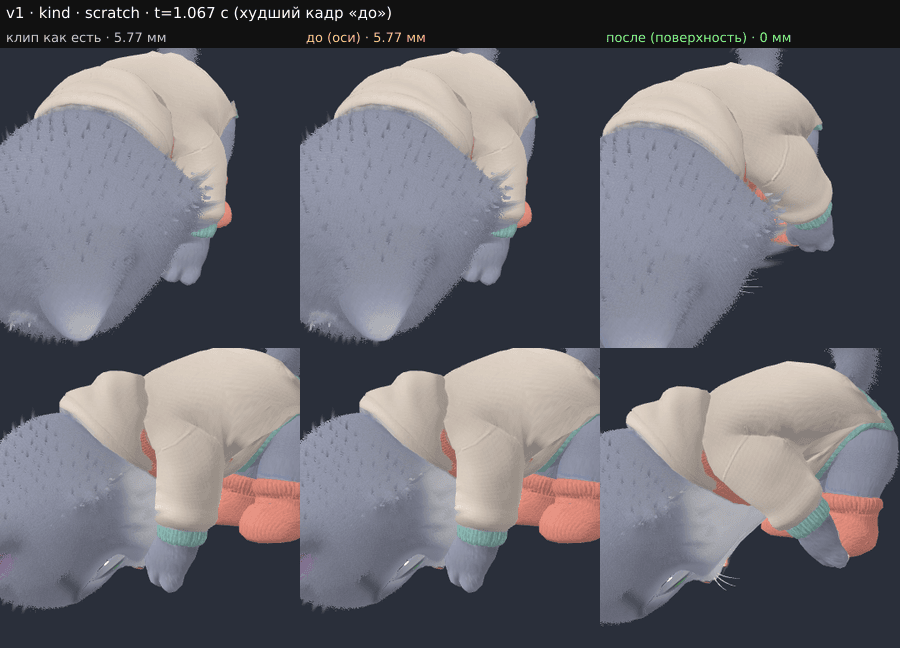 v1 · kind · scratch · t=1.067 с (худший кадр «до»)
клип как есть · 5.77 мм
до (оси) · 5.77 мм
после (поверхность) · 0 мм